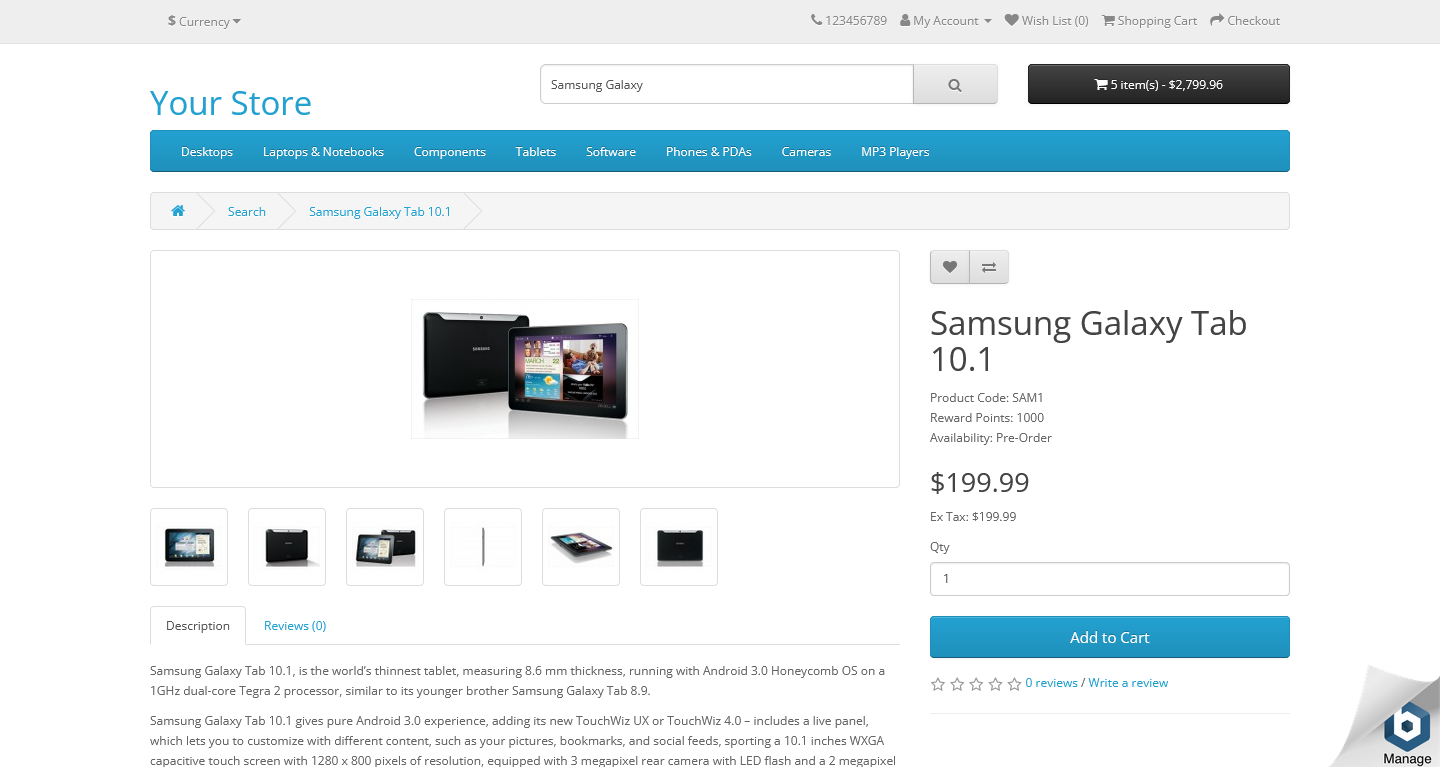 $ Currency
123456789 My Account Wish List (0) Shopping Cart Checkout
Your Store
Samsung Galaxy
5 item(s) - $2,799.96
Desktops Laptops & Notebooks Components Tablets Software Phones & PDAs Cameras MP3 Players
Search Samsung Galaxy Tab 10.1
SAMSUNG
MARCH 22
Samsung Galaxy Tab
10.1
Product Code: SAM1
Reward Points: 1000
Availability: Pre-Order
$199.99
Ex Tax: $199.99
Qty
1
Add to Cart
0 reviews / Write a review
Description Reviews (0)
Samsung Galaxy Tab 10.1, is the world’s thinnest tablet, measuring 8.6 mm thickness, running with Android 3.0 Honeycomb OS on a
1GHz dual-core Tegra 2 processor, similar to its younger brother Samsung Galaxy Tab 8.9.
Samsung Galaxy Tab 10.1 gives pure Android 3.0 experience, adding its new TouchWiz UX or TouchWiz 4.0 – includes a live panel,
which lets you to customize with different content, such as your pictures, bookmarks, and social feeds, sporting a 10.1 inches WXGA
capacitive touch screen with 1280 x 800 pixels of resolution, equipped with 3 megapixel rear camera with LED flash and a 2 megapixel
Manage